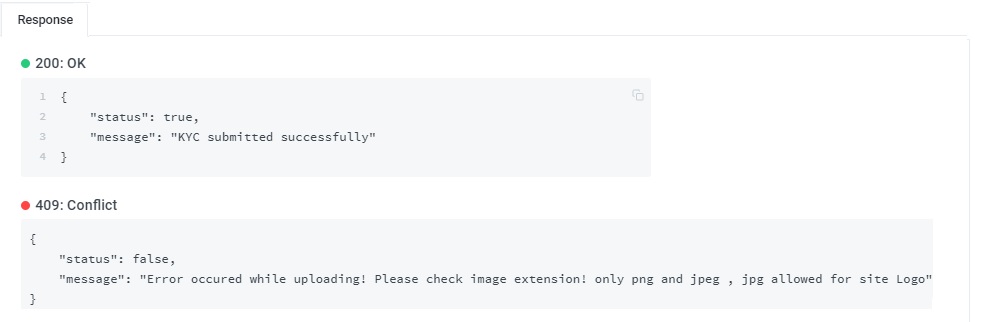 Response
200: OK
1 {
2 "status": true,
3 "message": "KYC submitted successfully"
4 }
409: Conflict
{
"status": false,
"message": "Error occured while uploading! Please check image extension! only png and jpeg , jpg allowed for site Logo"
}